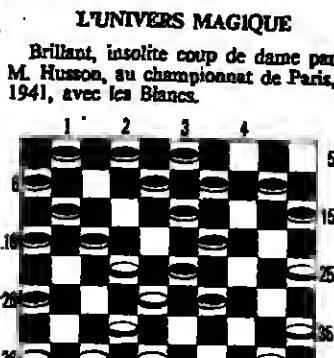 L'UNIVERS MAGIQUE
Brillant, insolite coup de dame par
M. Husson, au championnat de Paris,
1941, avec les Blancs.
1 2 3 4
5
6
15
16
25
26
35
36